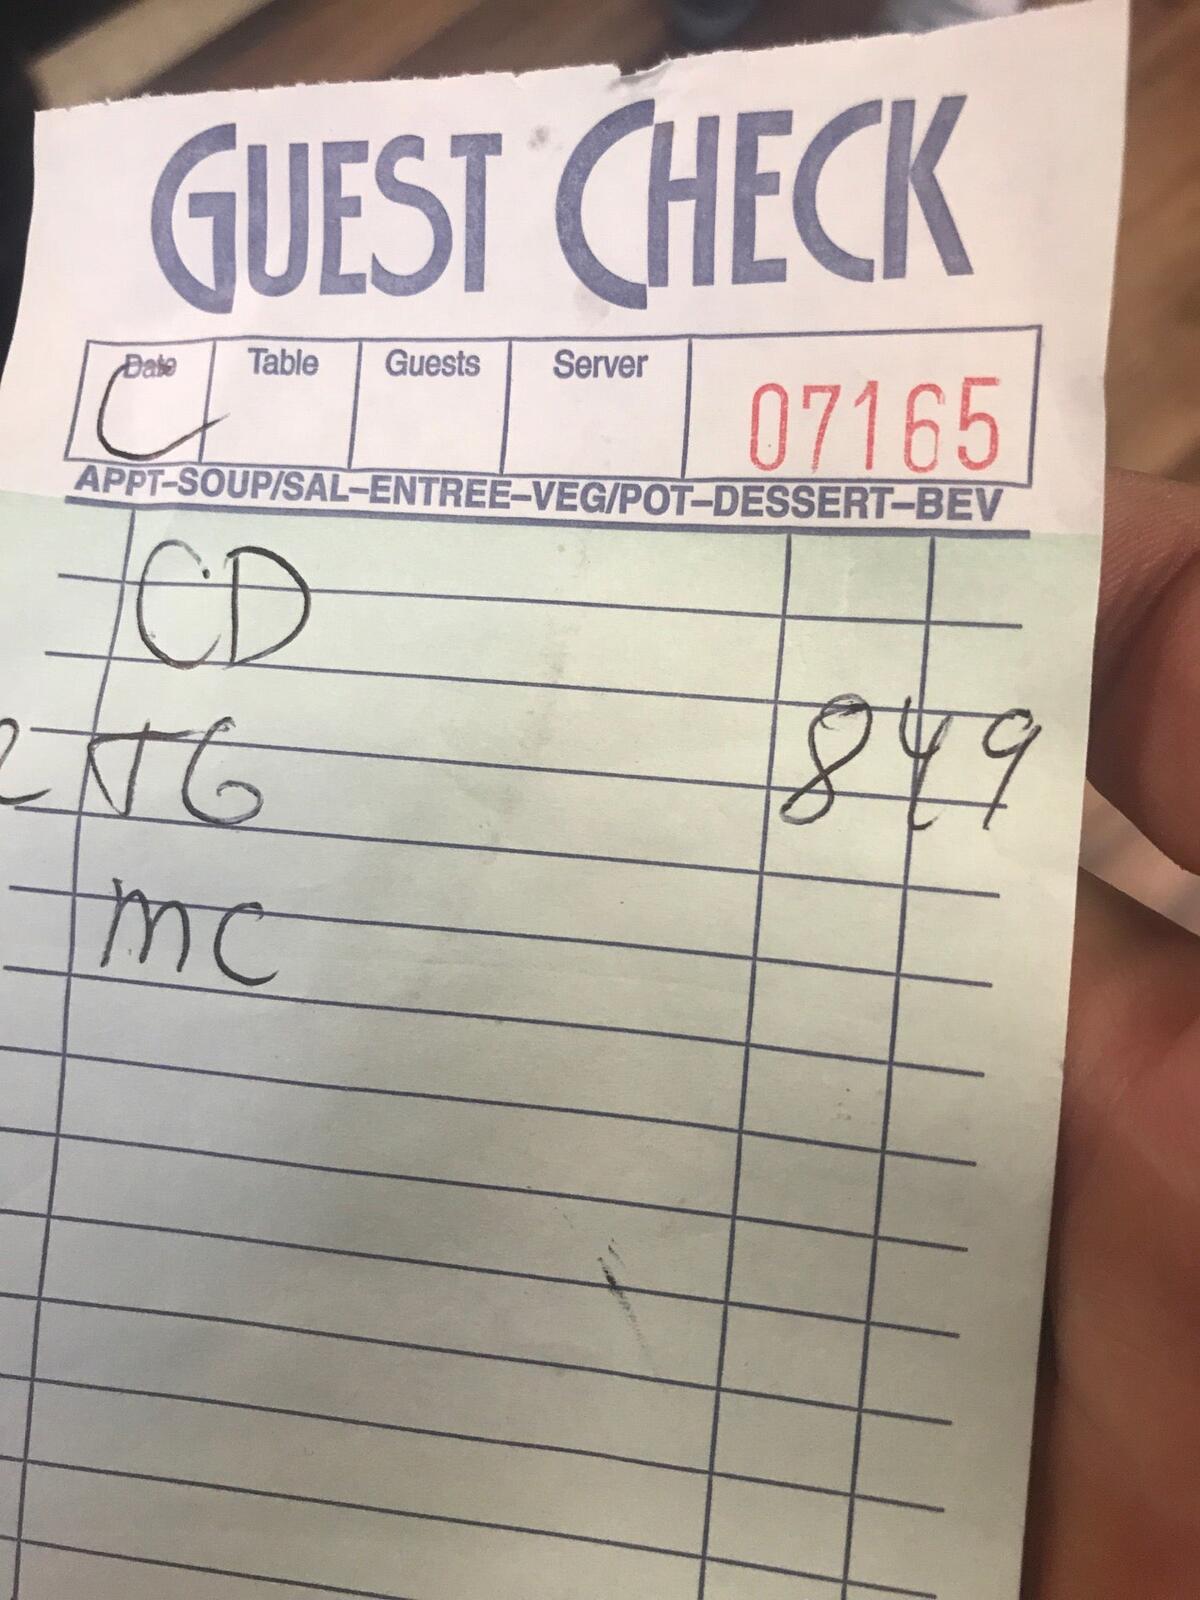 GUEST CHECK
Date Table Guests Server 07165
C
APPT–SOUP/SAL–ENTREE–VEG/POT–DESSERT–BEV
CD
2 TG 849
MC